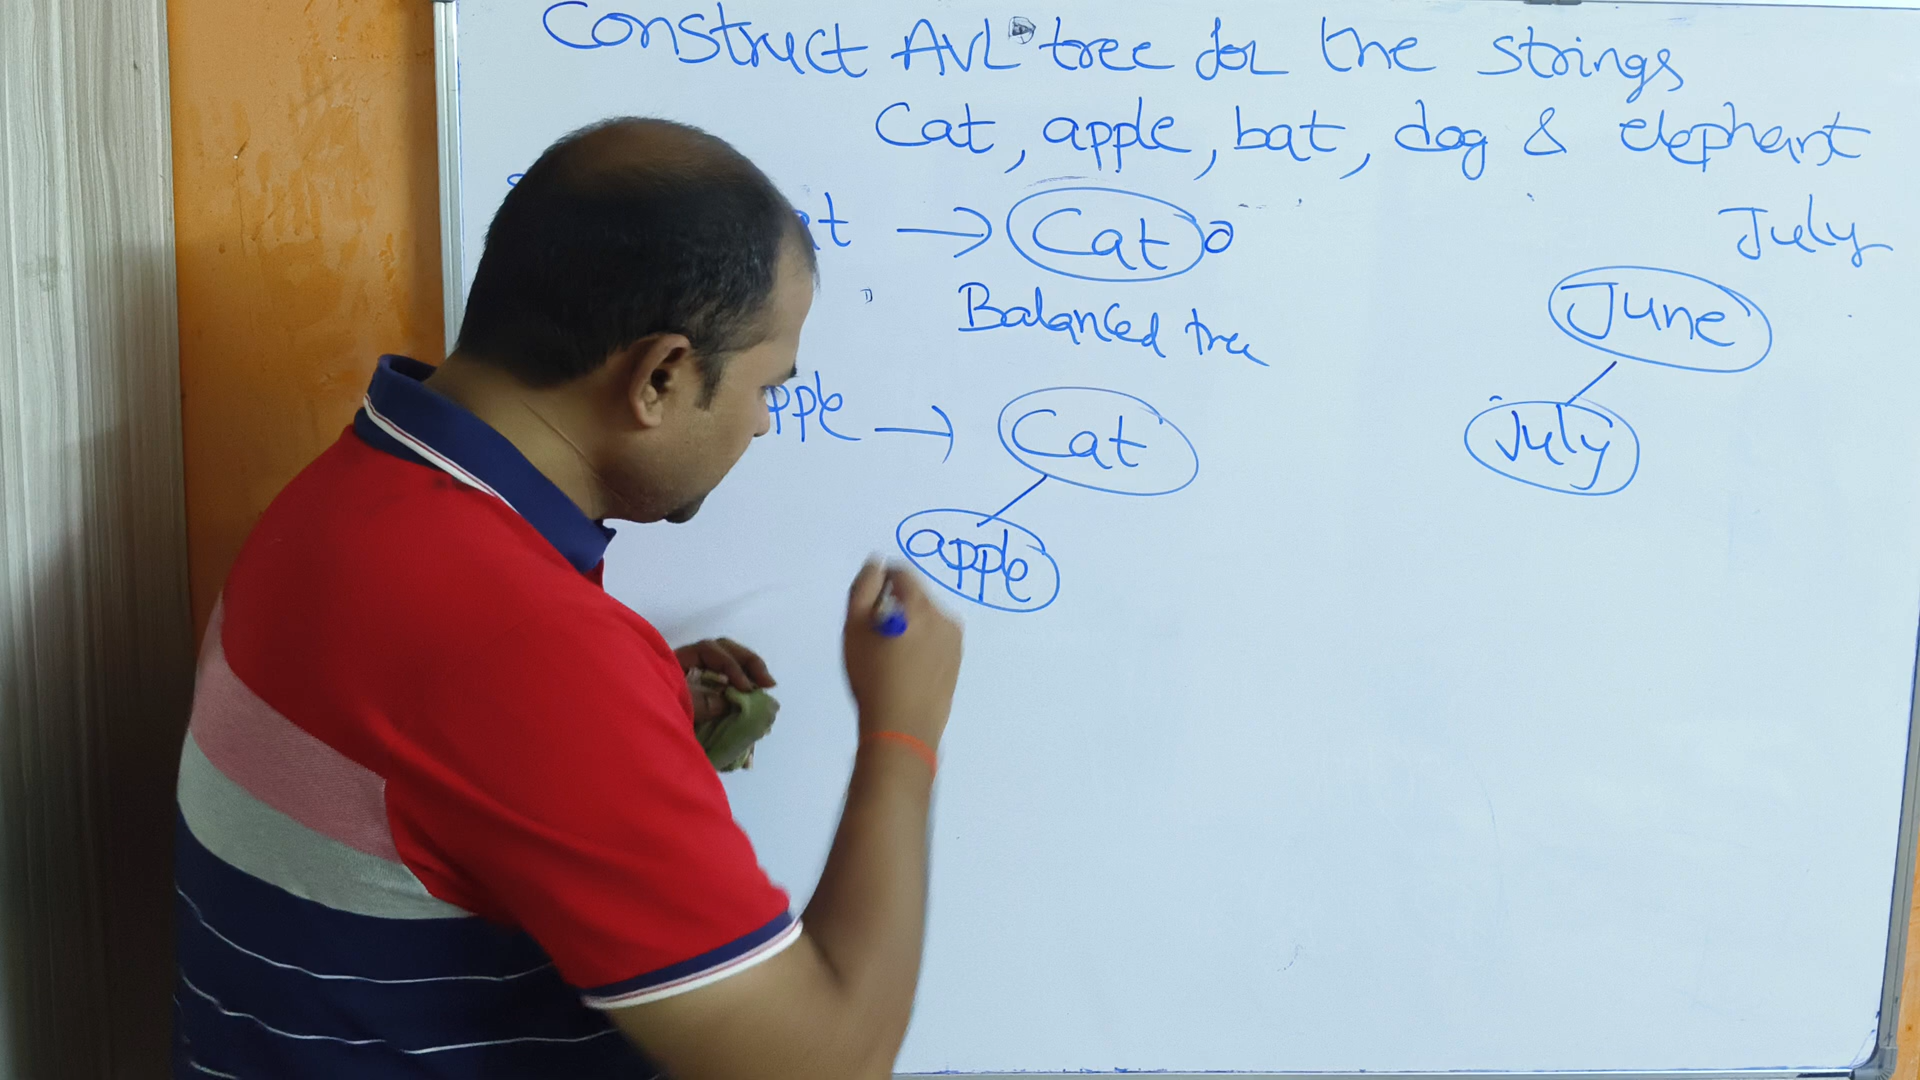 Construct AVL tree for the strings
Cat, apple, bat, dog & elephant
→ Cat 0
Balanced tree
→ Cat
apple
July
June
July